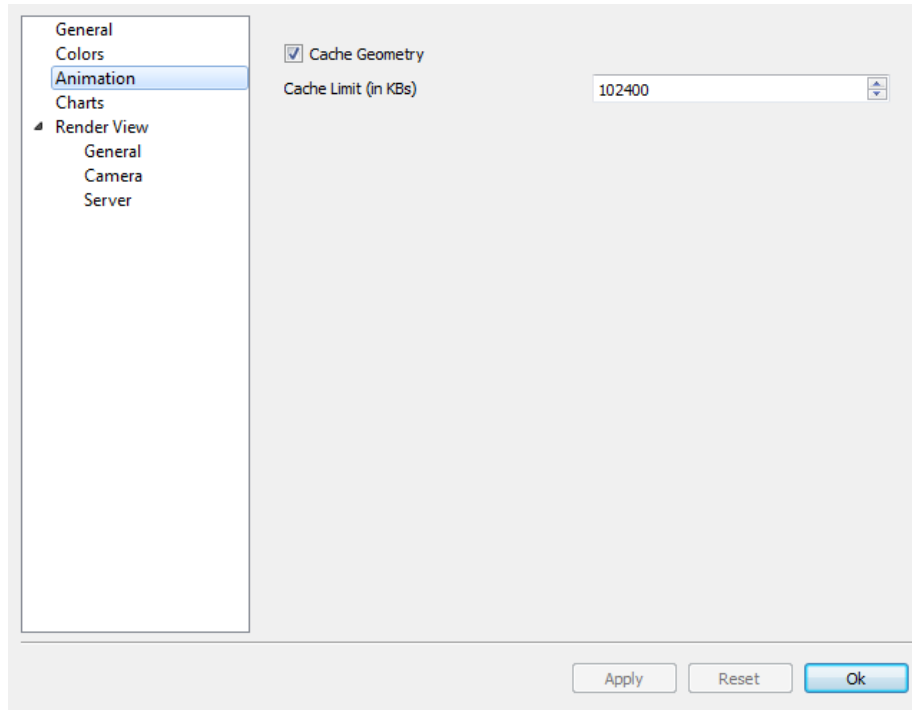 General
Colors
Animation
Charts
Render View
General
Camera
Server
Cache Geometry
Cache Limit (in KBs)
102400
Apply
Reset
Ok